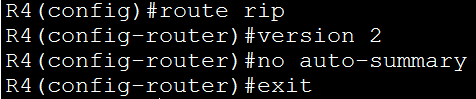 R4(config)#route rip
R4(config-router)#version 2
R4(config-router)#no auto-summary
R4(config-router)#exit